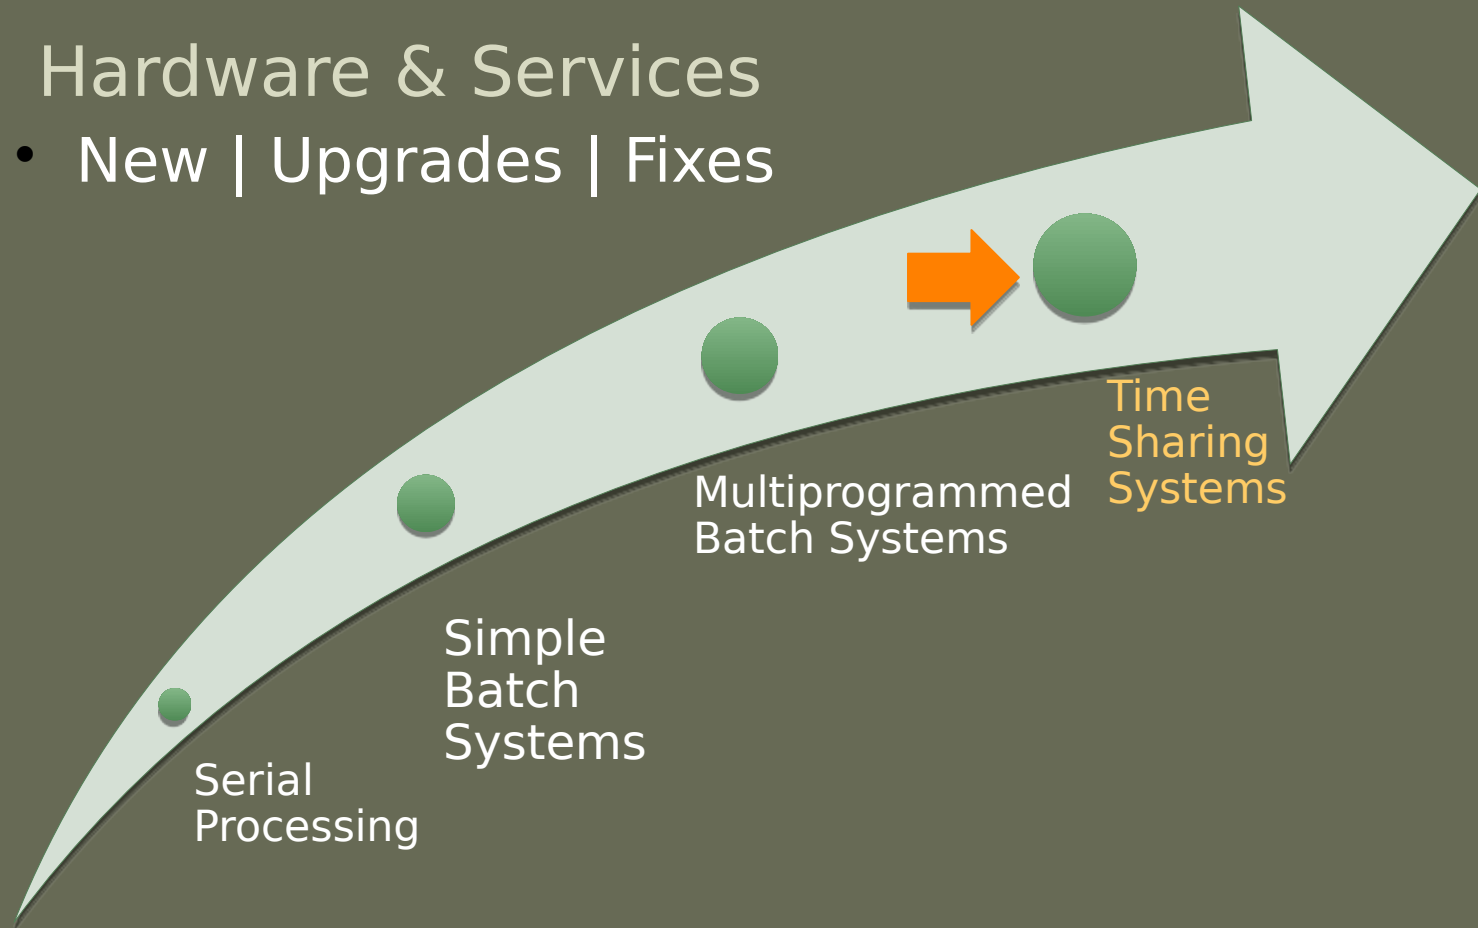 Hardware & Services
• New | Upgrades | Fixes
Time
Sharing
Systems
Multiprogrammed
Batch Systems
Simple
Batch
Systems
Serial
Processing